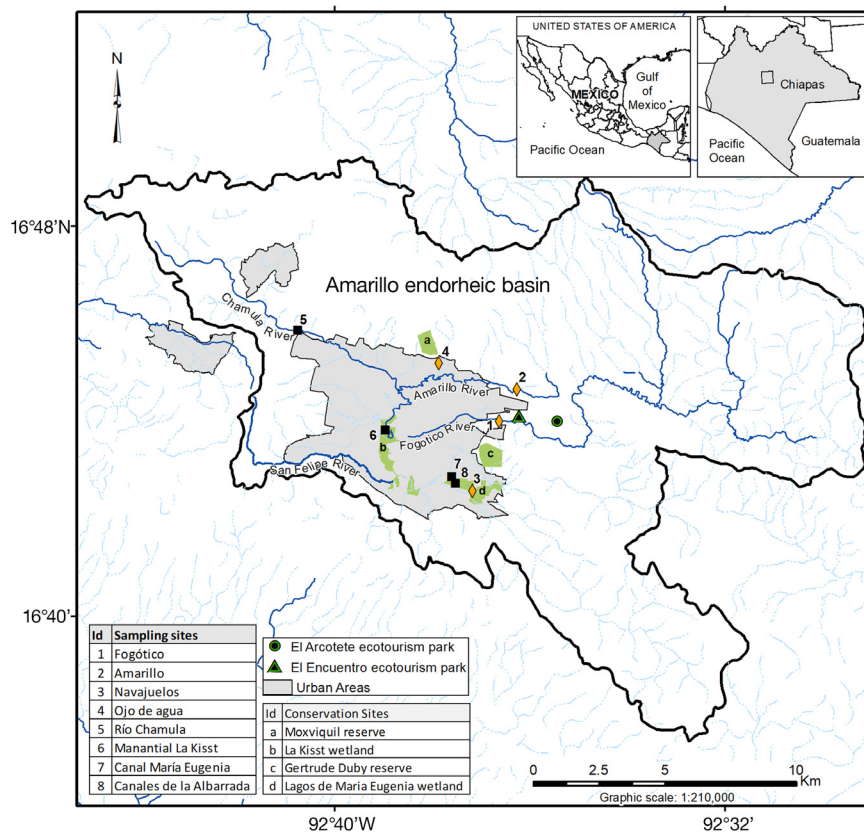 UNITED STATES OF AMERICA
MEXICO
Gulf
of
Mexico
Pacific Ocean
Chiapas
Pacific
Ocean
Guatemala
N
16°48'N
16°40'
92°40'W
92°32'
Amarillo endorheic basin
Chamula River
5
a
4
2
Amarillo River
1
6
Fogotico River
b
c
San Felipe River
7
8
3
d
Id Sampling sites
1 Fogótico
2 Amarillo
3 Navajuelos
4 Ojo de agua
5 Río Chamula
6 Manantial La Kisst
7 Canal María Eugenia
8 Canales de la Albarrada
El Arcotete ecotourism park
El Encuentro ecotourism park
Urban Areas
Id Conservation Sites
a Moxviquil reserve
b La Kisst wetland
c Gertrude Duby reserve
d Lagos de Maria Eugenia wetland
0 2.5 5 10
Km
Graphic scale: 1:210,000